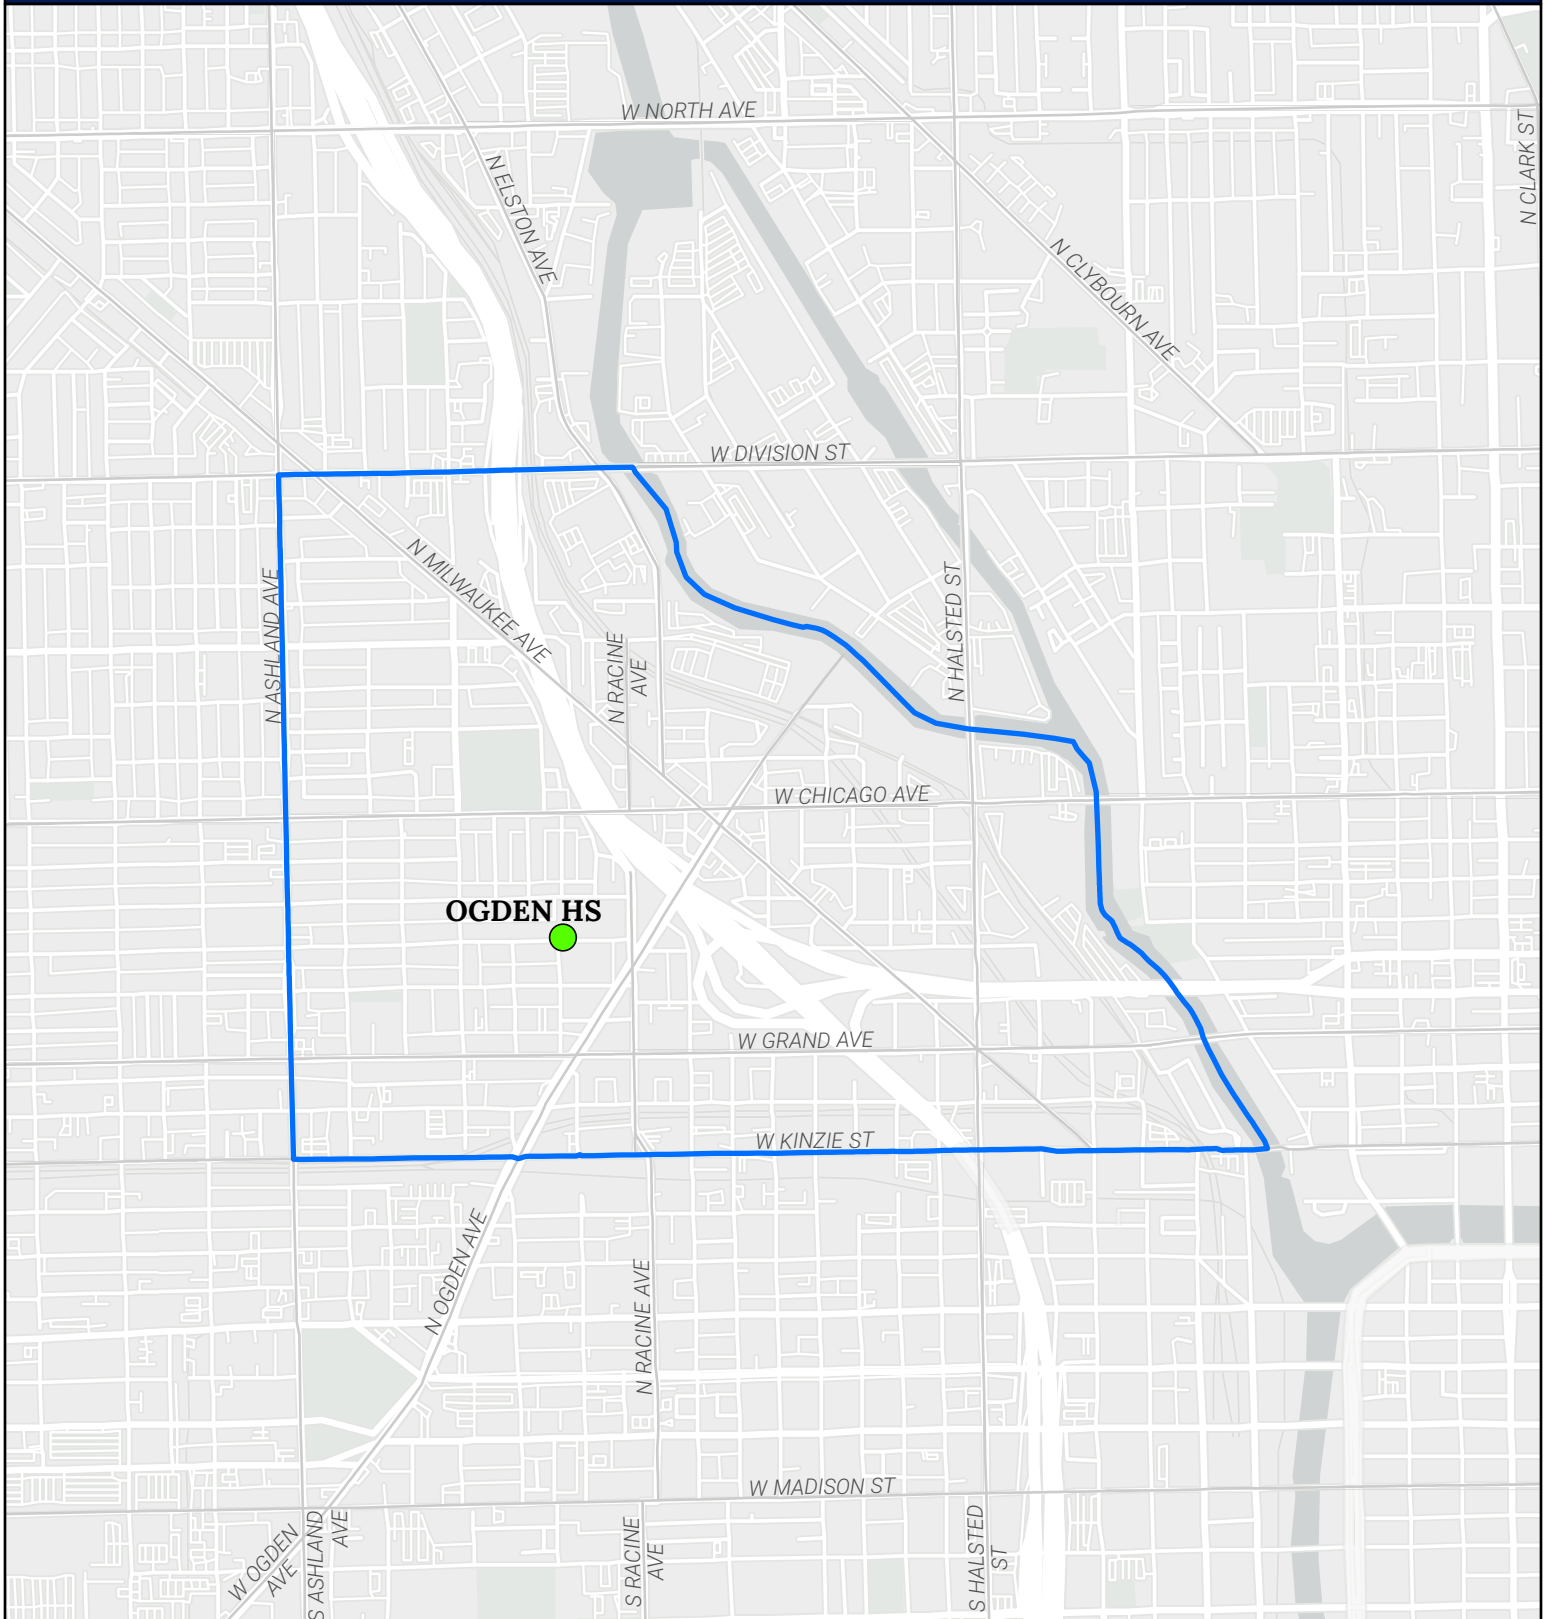 W NORTH AVE
N CLARK ST
N ELSTON AVE
N CLYBOURN AVE
W DIVISION ST
N MILWAUKEE AVE
N ASHLAND AVE
N HALSTED ST
N RACINE
AVE
W CHICAGO AVE
OGDEN HS
W GRAND AVE
W KINZIE ST
N OGDEN AVE
N RACINE AVE
W MADISON ST
W OGDEN
AVE
S ASHLAND
AVE
S RACINE
AVE
S HALSTED
ST